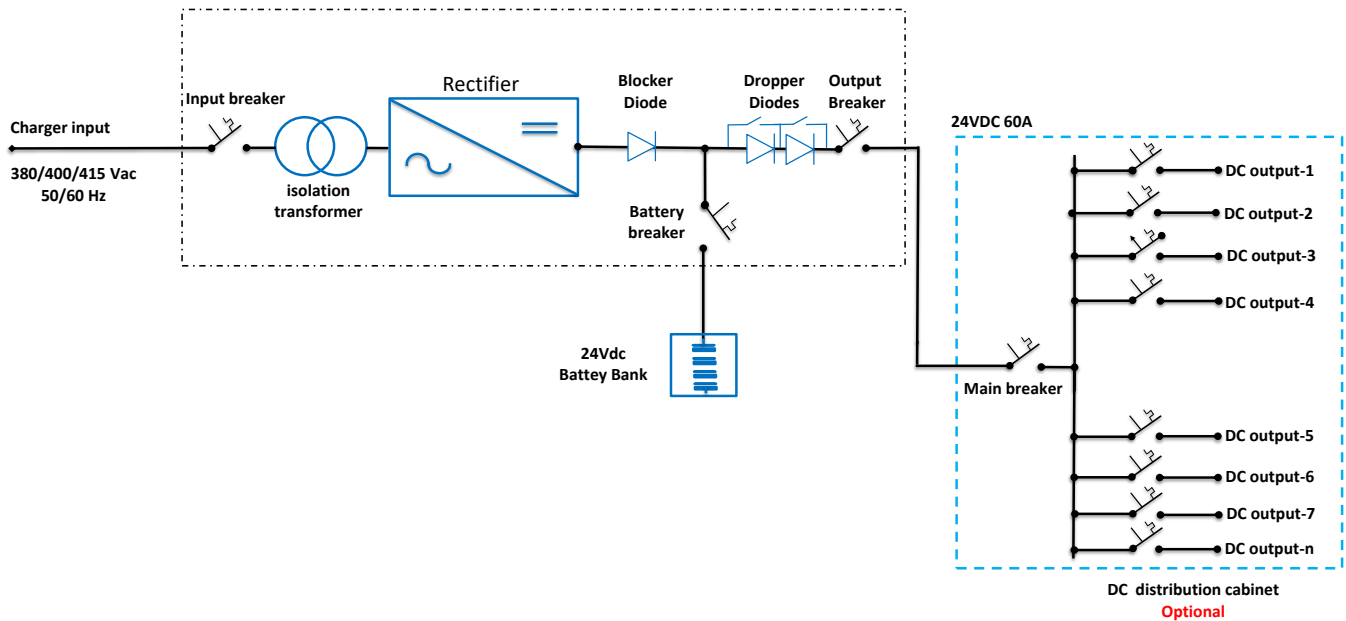 Rectifier
Blocker
Diode
Dropper
Diodes
Output
Breaker
Input breaker
Charger input
380/400/415 Vac
50/60 Hz
isolation
transformer
Battery
breaker
24Vdc
Battey Bank
24VDC 60A
DC output-1
DC output-2
DC output-3
DC output-4
Main breaker
DC output-5
DC output-6
DC output-7
DC output-n
DC distribution cabinet
Optional